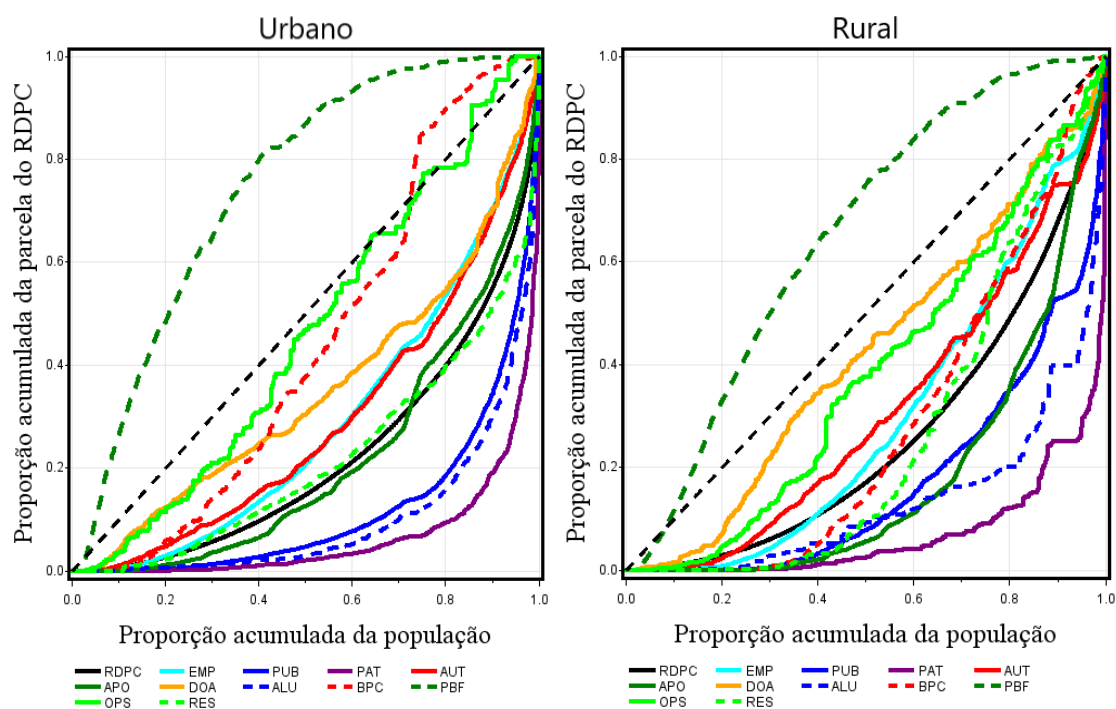 Urbano
Proporção acumulada da parcela do RDPC
1.0
0.8
0.6
0.4
0.2
0.0
0.0 0.2 0.4 0.6 0.8 1.0
Proporção acumulada da população
RDPC EMP PUB PAT AUT
APO DOA ALU BPC PBF
OPS RES
Rural
Proporção acumulada da parcela do RDPC
1.0
0.8
0.6
0.4
0.2
0.0
0.0 0.2 0.4 0.6 0.8 1.0
Proporção acumulada da população
RDPC EMP PUB PAT AUT
APO DOA ALU BPC PBF
OPS RES